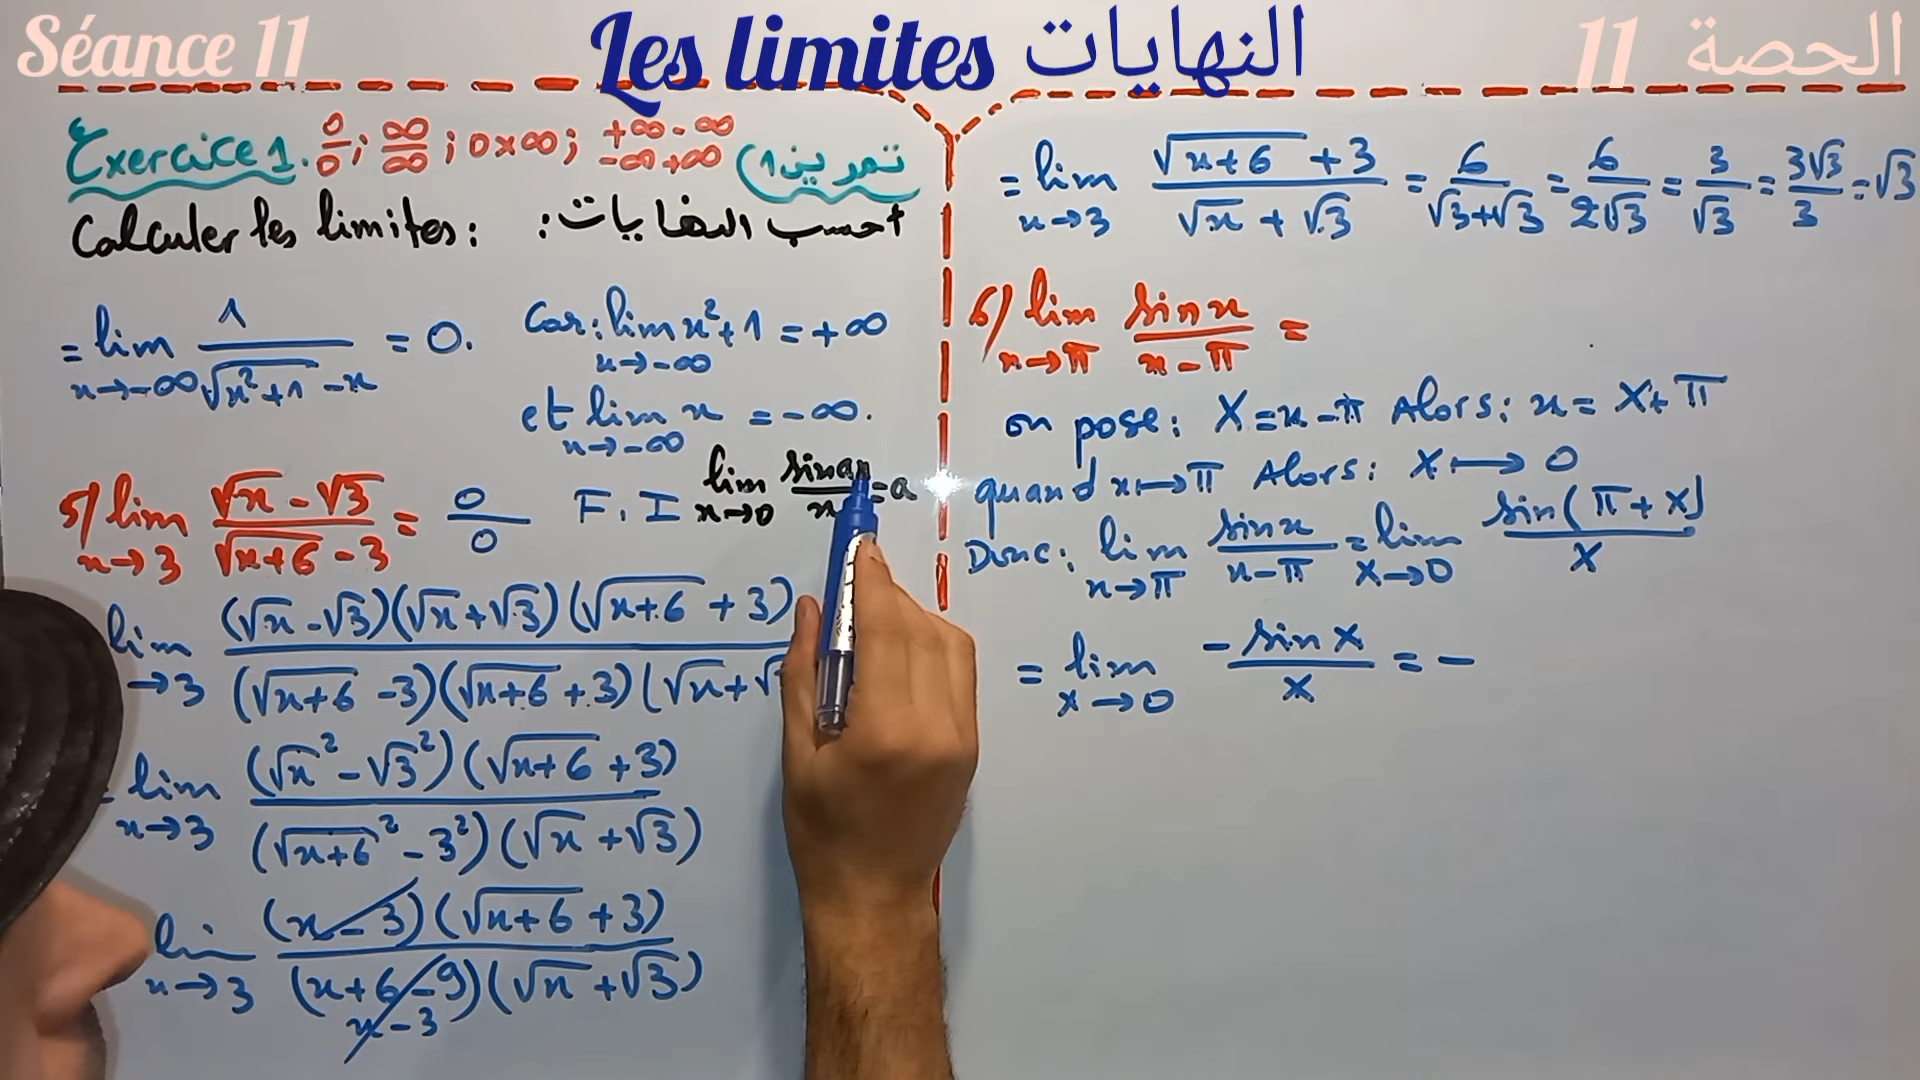 Séance 11
Les limites النهايات
الحصة 11
Exercice 1. 0/0 ; ∞/∞ ; 0×∞ ; +∞-∞ / -∞+∞ (تمرين 1
Calculer les limites : احسب النهايات :
= lim x→-∞ 1/(√(x²+1) - x) = 0. Car : lim x→-∞ x²+1 = +∞
et lim x→-∞ x = -∞.
5/ lim x→3 (√x - √3)/(√(x+6) - 3) = 0/0 F.I lim x→0 sin ax/x = a
lim →3 (√x - √3)(√x + √3)(√(x+6) + 3) / (√(x+6) - 3)(√(x+6) + 3)(√x + √
= lim x→3 (√x² - √3²)(√(x+6) + 3) / (√(x+6)² - 3²)(√x + √3)
lim x→3 (x - 3)(√(x+6) + 3) / (x+6-9)(√x + √3)
x - 3
= lim x→3 (√(x+6) + 3)/(√x + √3) = 6/(√3+√3) = 6/(2√3) = 3/√3 = 3√3/3 = √3
6/ lim x→π sin x/(x - π) =
on pose : X = x - π Alors : x = X + π
quand x→π Alors : X→0
Donc : lim x→π sin x/(x-π) = lim X→0 sin(π + X)/X
= lim X→0 -sin X/X = -